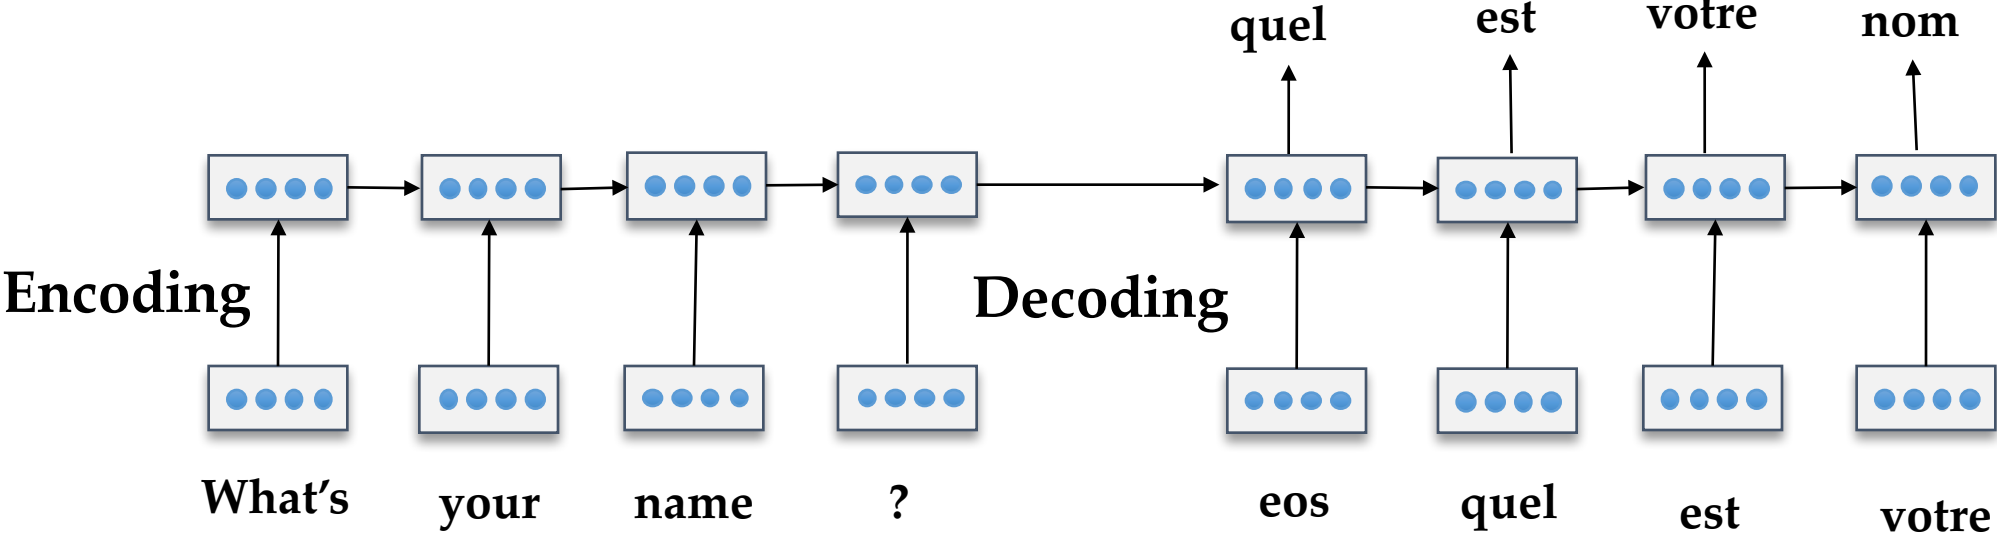 quel est votre nom
Encoding Decoding
What's your name ? eos quel est votre